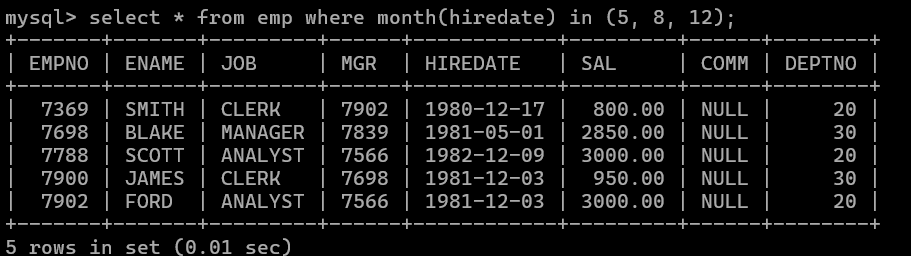 mysql> select * from emp where month(hiredate) in (5, 8, 12);
+-------+-------+---------+------+------------+---------+------+--------+
| EMPNO | ENAME | JOB     | MGR  | HIREDATE   | SAL     | COMM | DEPTNO |
+-------+-------+---------+------+------------+---------+------+--------+
|  7369 | SMITH | CLERK   | 7902 | 1980-12-17 |  800.00 | NULL |     20 |
|  7698 | BLAKE | MANAGER | 7839 | 1981-05-01 | 2850.00 | NULL |     30 |
|  7788 | SCOTT | ANALYST | 7566 | 1982-12-09 | 3000.00 | NULL |     20 |
|  7900 | JAMES | CLERK   | 7698 | 1981-12-03 |  950.00 | NULL |     30 |
|  7902 | FORD  | ANALYST | 7566 | 1981-12-03 | 3000.00 | NULL |     20 |
+-------+-------+---------+------+------------+---------+------+--------+
5 rows in set (0.01 sec)